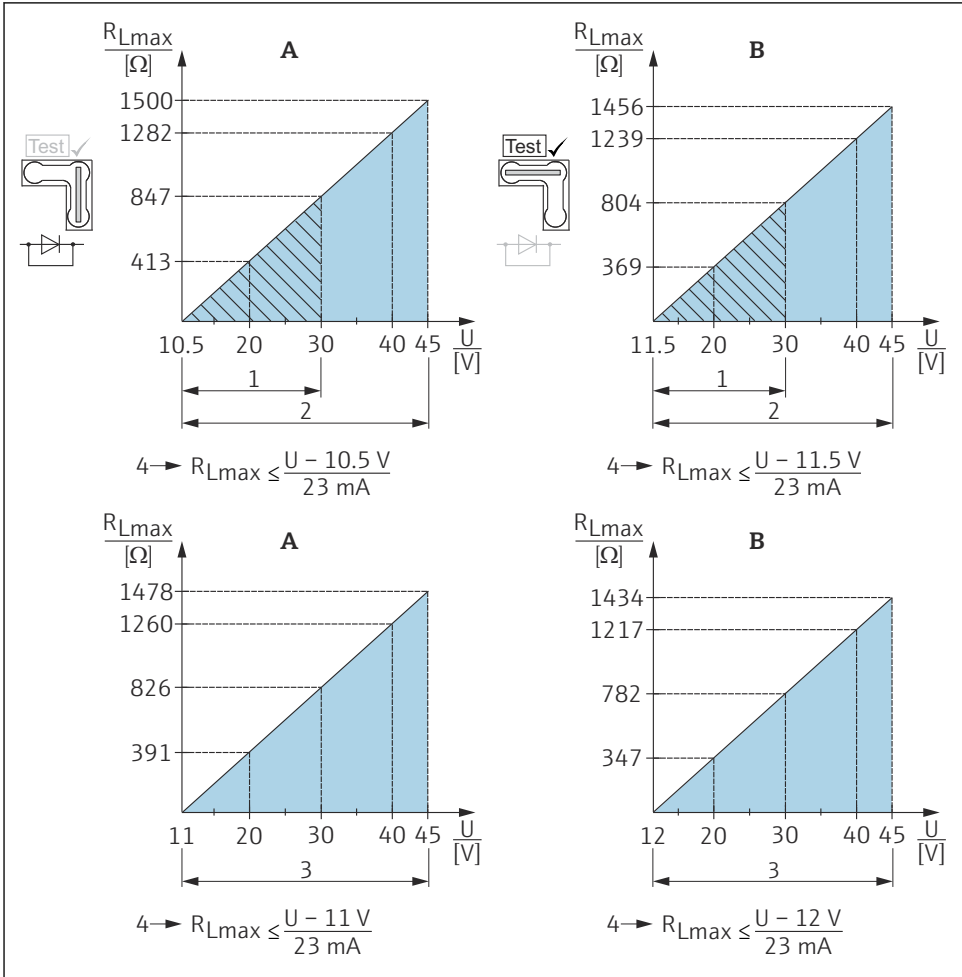 RLmax
[Ω]
A
Test
1500
1282
847
413
10.5 20 30 40 45 U
[V]
1
2
4 RLmax ≤ U – 10.5 V
23 mA
RLmax
[Ω]
B
Test
1456
1239
804
369
11.5 20 30 40 45 U
[V]
1
2
4 RLmax ≤ U – 11.5 V
23 mA
RLmax
[Ω]
A
1478
1260
826
391
11 20 30 40 45 U
[V]
3
4 RLmax ≤ U – 11 V
23 mA
RLmax
[Ω]
B
1434
1217
782
347
12 20 30 40 45 U
[V]
3
4 RLmax ≤ U – 12 V
23 mA